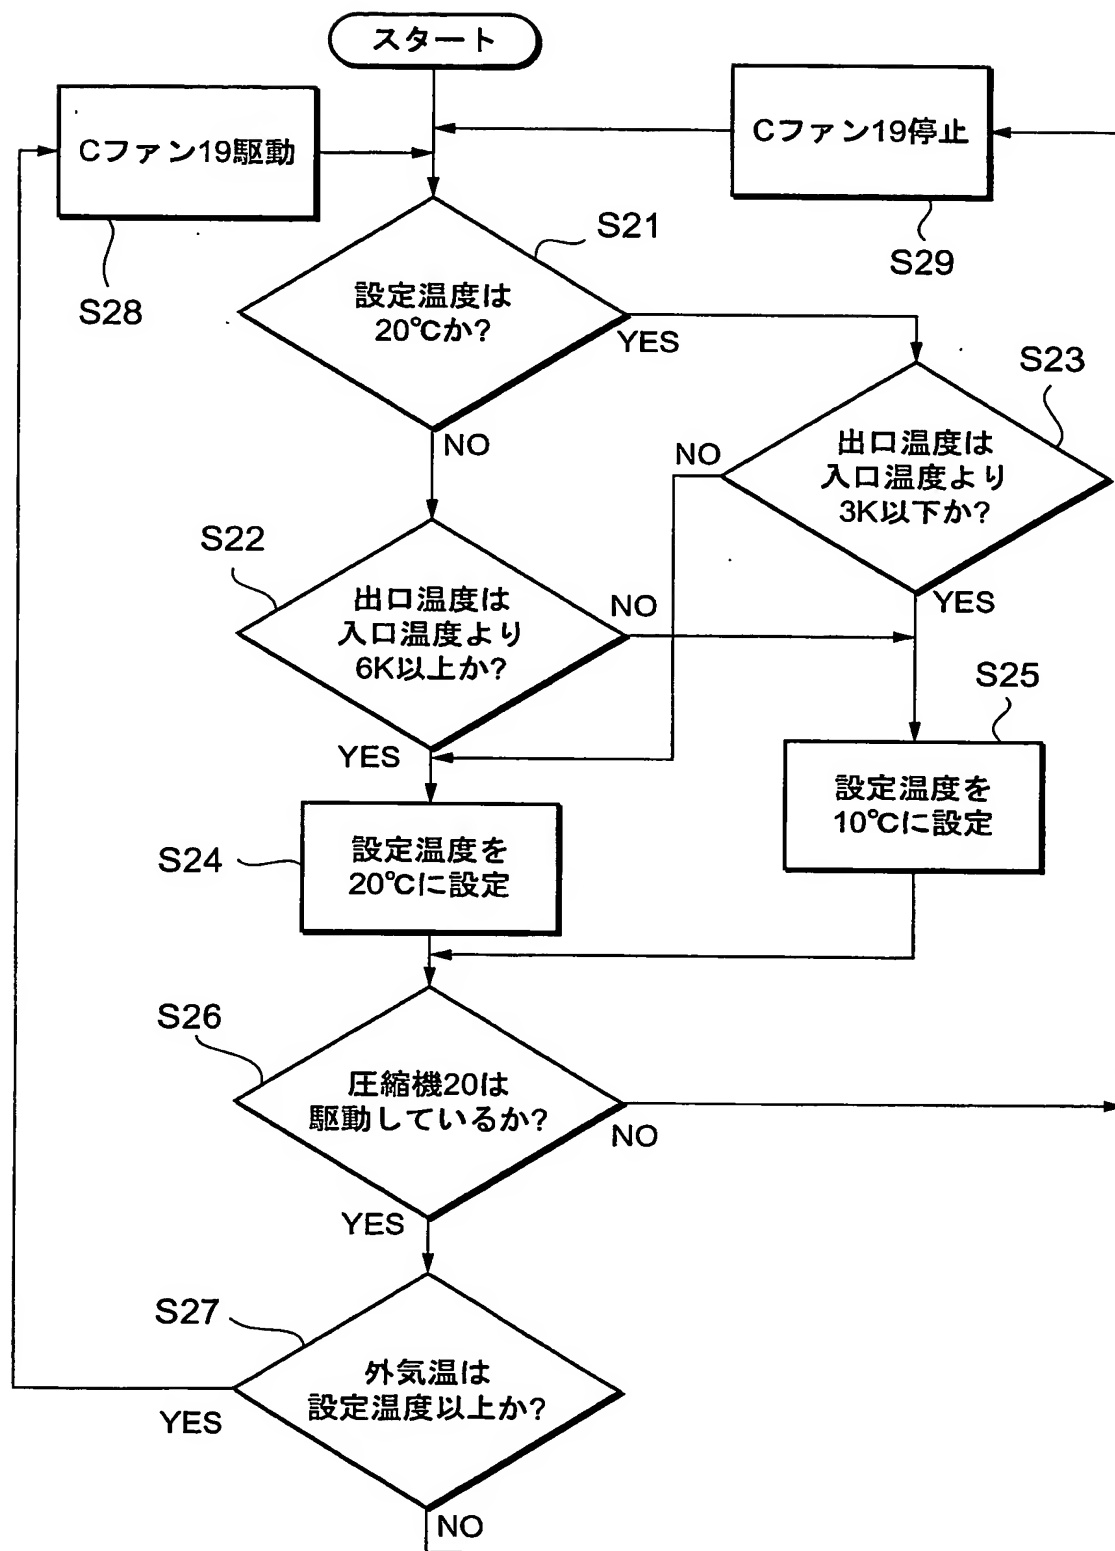 スタート
Cファン19駆動
Cファン19停止
S28
S29
S21
設定温度は
20℃か?
YES
NO
S23
出口温度は
入口温度より
3K以下か?
NO
YES
S22
出口温度は
入口温度より
6K以上か?
NO
YES
S25
設定温度を
10℃に設定
S24
設定温度を
20℃に設定
S26
圧縮機20は
駆動しているか?
NO
YES
S27
外気温は
設定温度以上か?
YES
NO